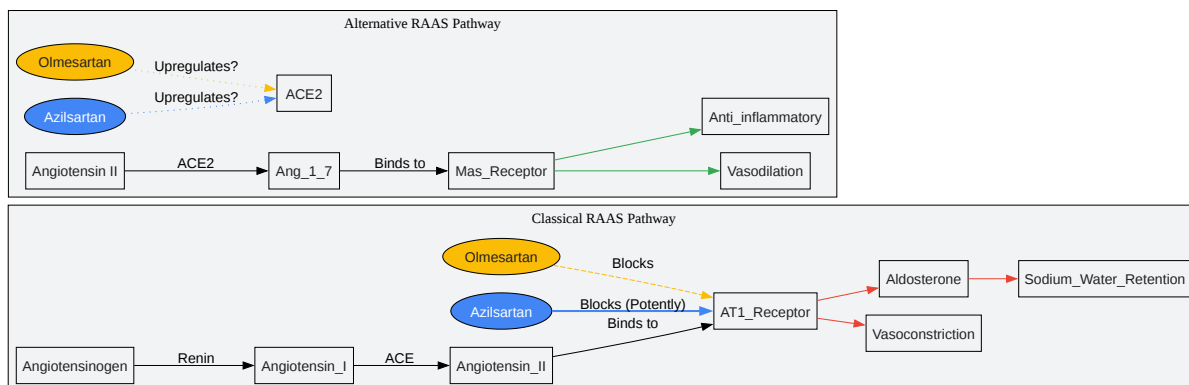 Alternative RAAS Pathway
Olmesartan
Upregulates?
ACE2
Upregulates?
Azilsartan
Anti_inflammatory
Angiotensin II
ACE2
Ang_1_7
Binds to
Mas_Receptor
Vasodilation
Classical RAAS Pathway
Olmesartan
Blocks
Aldosterone
Sodium_Water_Retention
Azilsartan
Blocks (Potently)
AT1_Receptor
Binds to
Vasoconstriction
Angiotensinogen
Renin
Angiotensin_I
ACE
Angiotensin_II